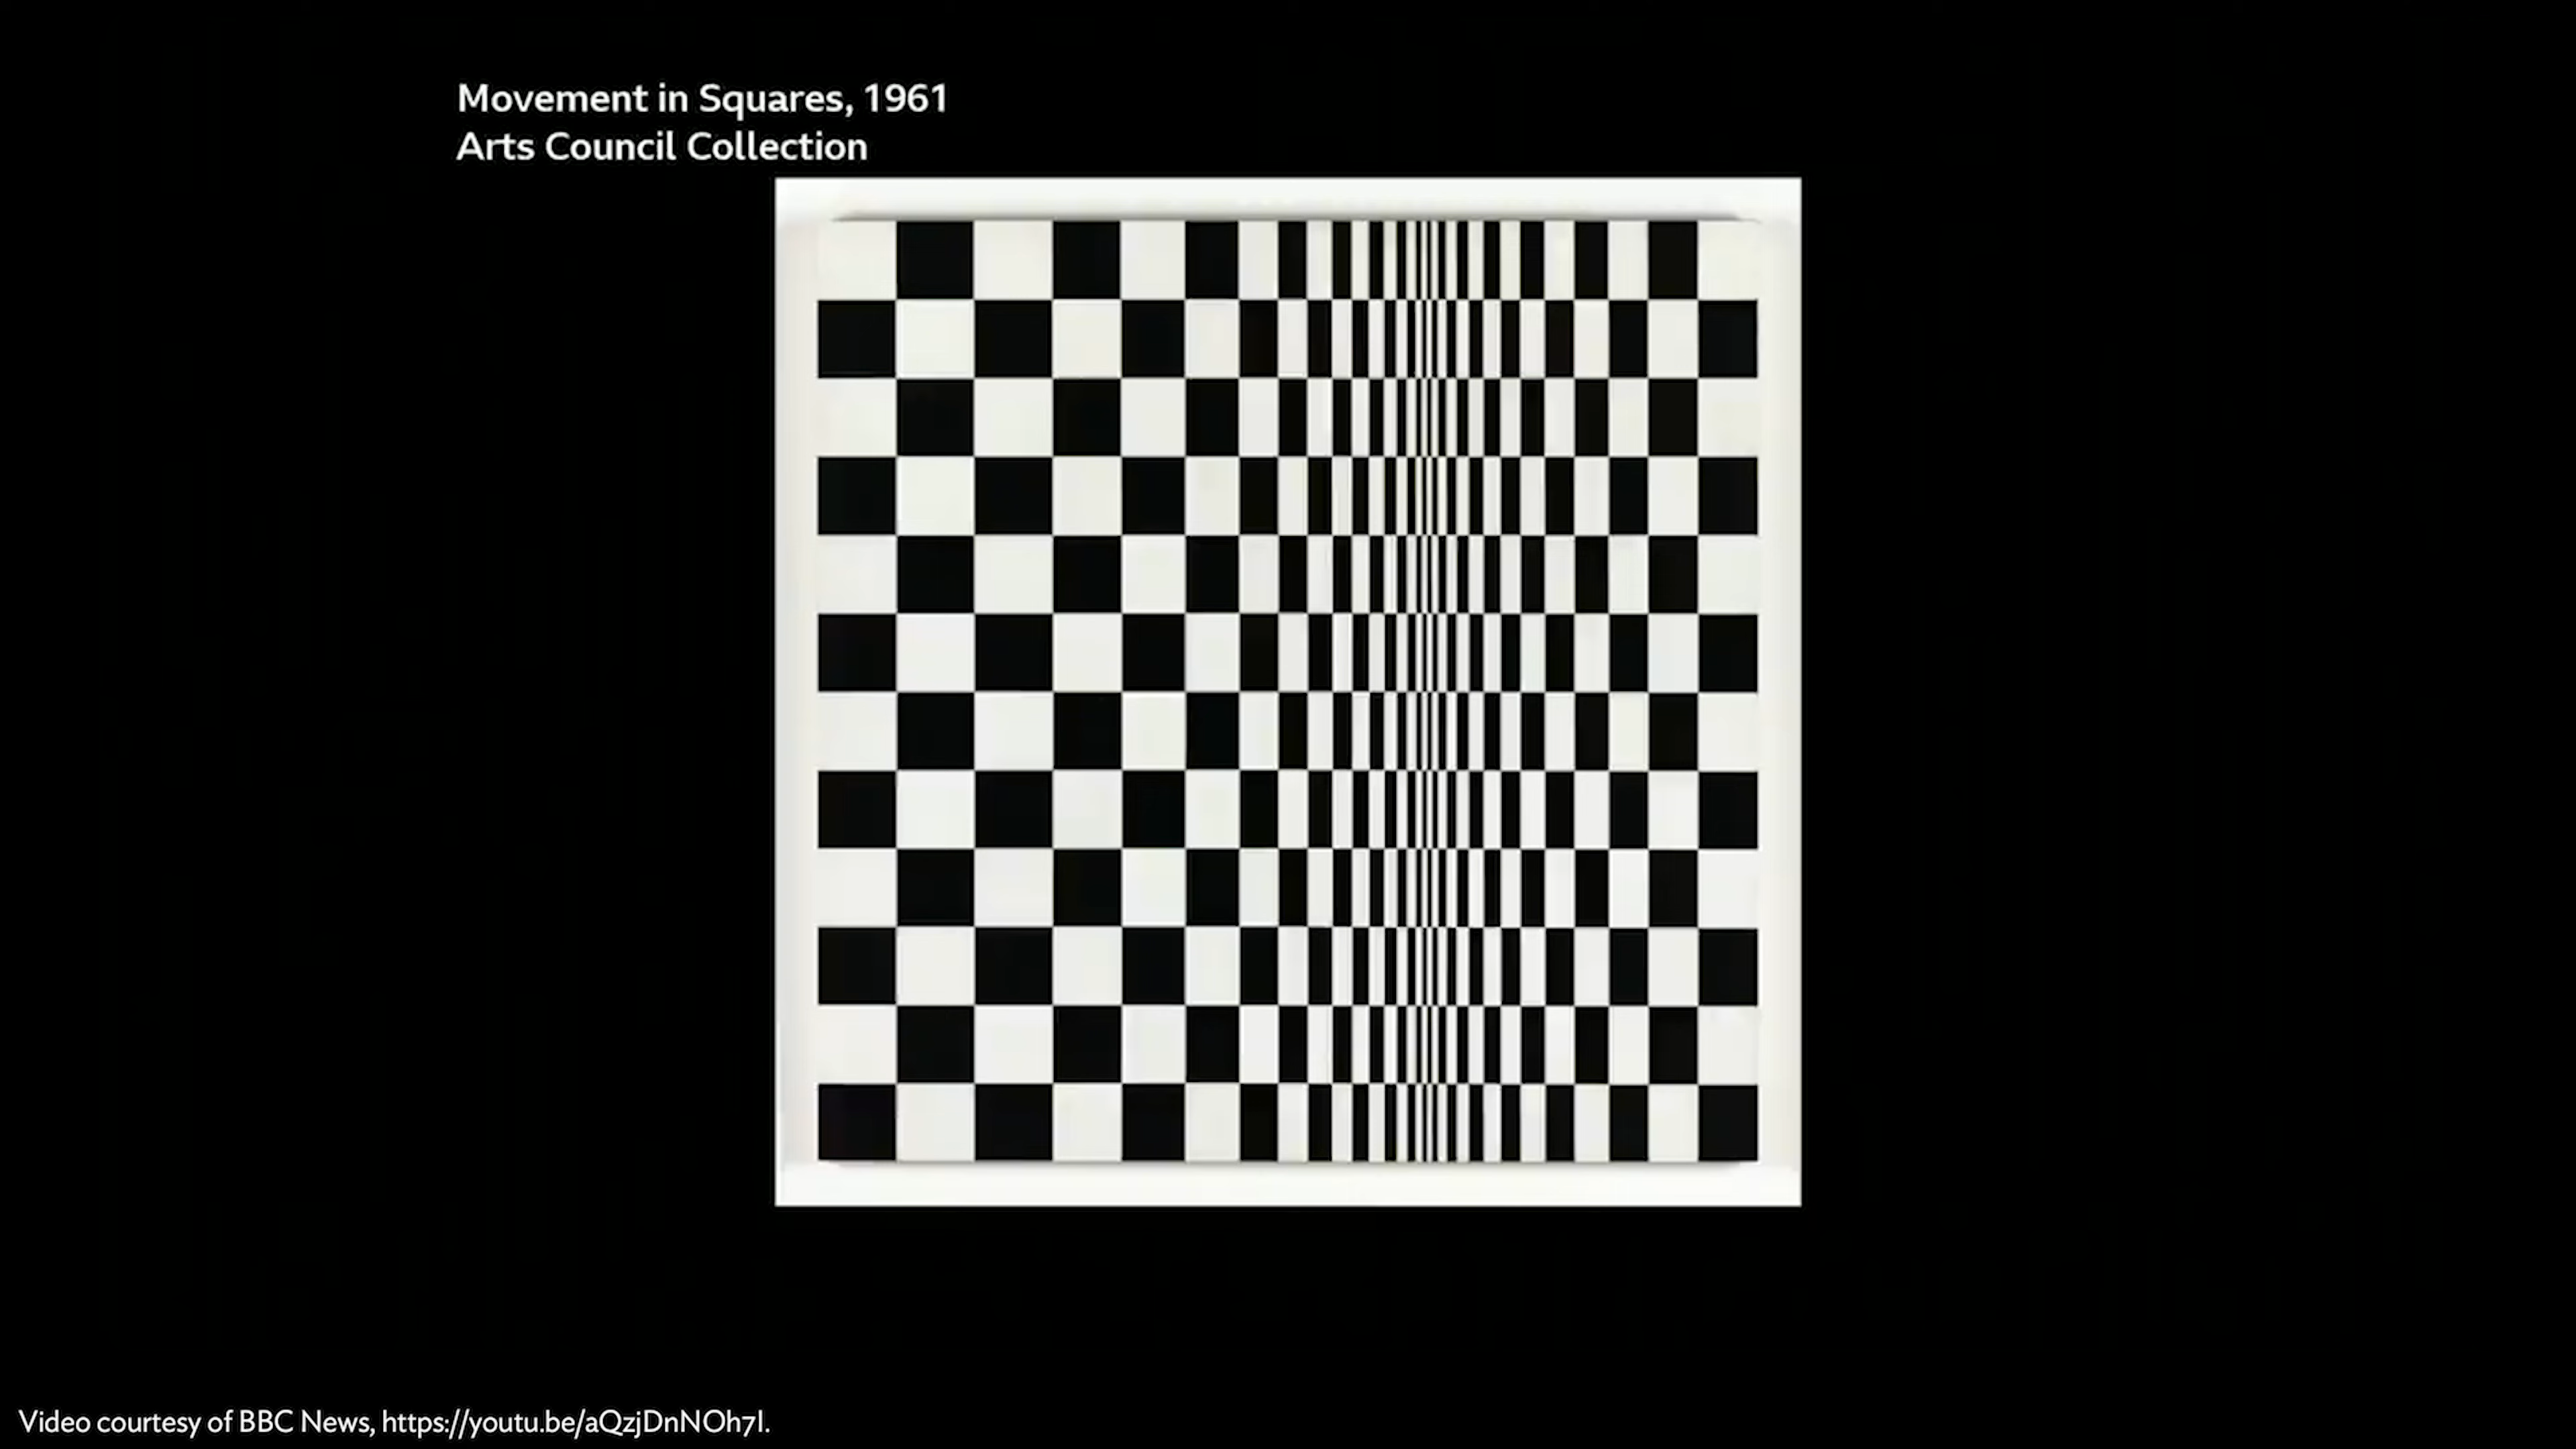 Movement in Squares, 1961
Arts Council Collection
Video courtesy of BBC News, https://youtu.be/aQzjDnNOh7I.